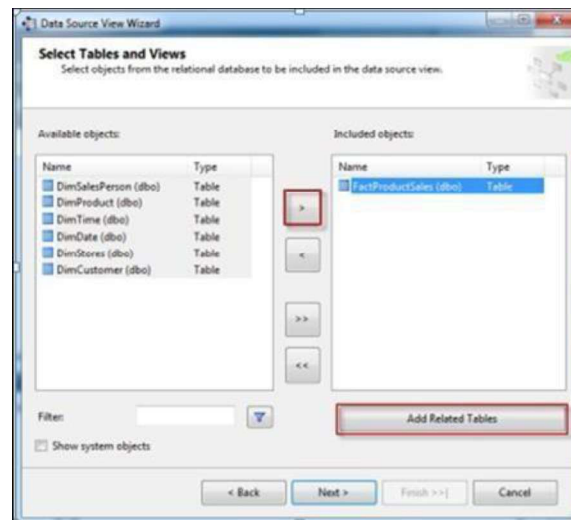 Data Source View Wizard
Select Tables and Views
Select objects from the relational database to be included in the data source view.
Available objects:
Name Type
DimSalesPerson (dbo) Table
DimProduct (dbo) Table
DimTime (dbo) Table
DimDate (dbo) Table
DimStores (dbo) Table
DimCustomer (dbo) Table
>
<
>>
<<
Included objects:
Name Type
FactProductSales (dbo) Table
Filter:
Add Related Tables
Show system objects
< Back
Next >
Finish >>|
Cancel